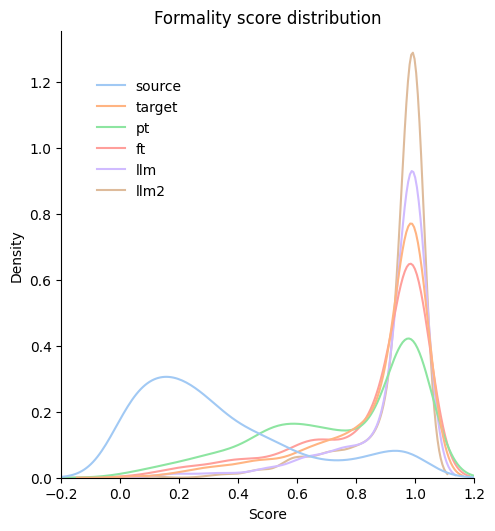 Formality score distribution
source
target
pt
ft
llm
llm2
Density
1.2
1.0
0.8
0.6
0.4
0.2
0.0
−0.2 0.0 0.2 0.4 0.6 0.8 1.0 1.2
Score